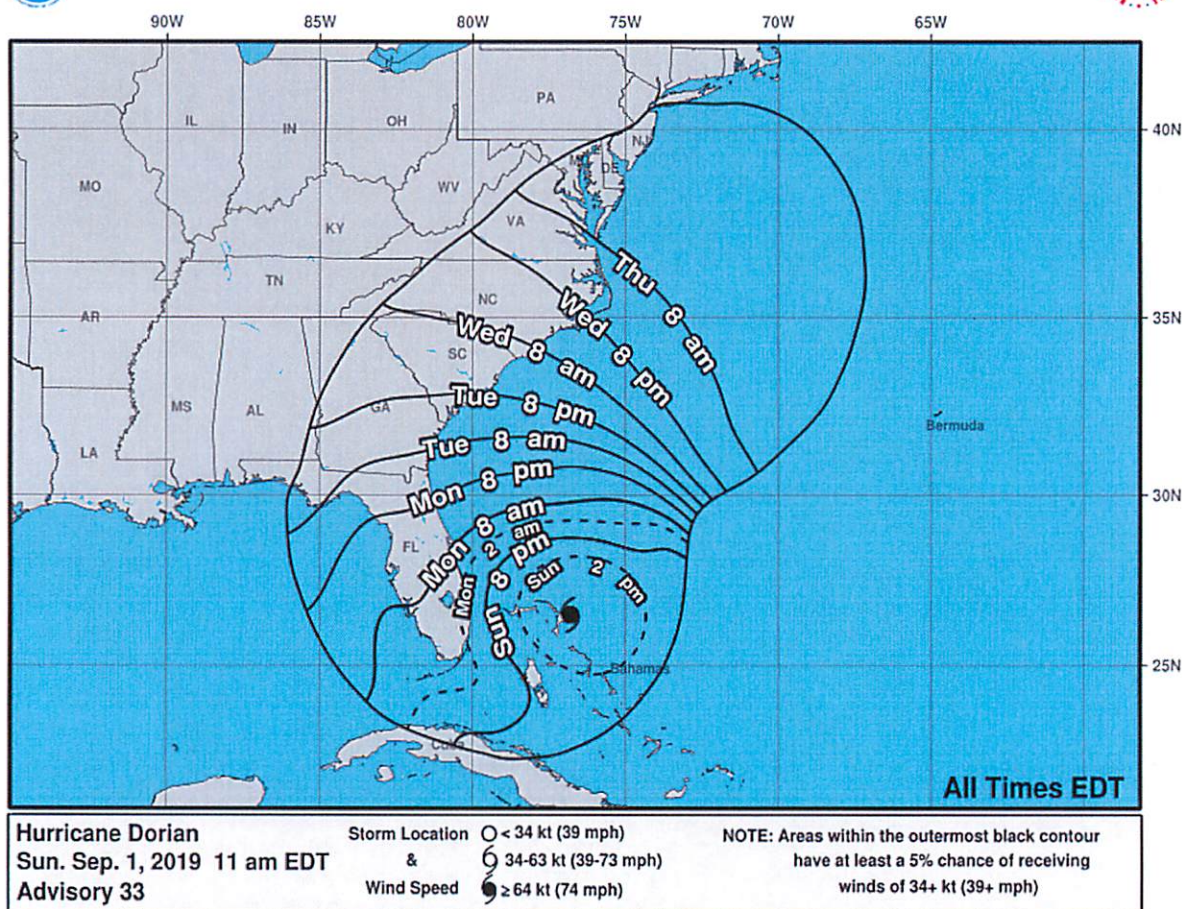 90W 85W 80W 75W 70W 65W
PA
IL IN OH NJ
40N
MO WV DE
KY VA
TN NC
Thu 8 am
Wed 8 pm
AR
35N
Wed 8 am
SC
MS AL GA
Tue 8 pm
Bermuda
LA
Tue 8 am
Mon 8 pm
30N
Mon 8 am
FL
Mon 2 am
Sun 8 pm
Sun 2 pm
Bahamas
25N
Cuba
All Times EDT
Hurricane Dorian
Sun. Sep. 1, 2019 11 am EDT
Advisory 33
Storm Location
&
Wind Speed
< 34 kt (39 mph)
34-63 kt (39-73 mph)
≥ 64 kt (74 mph)
NOTE: Areas within the outermost black contour
have at least a 5% chance of receiving
winds of 34+ kt (39+ mph)